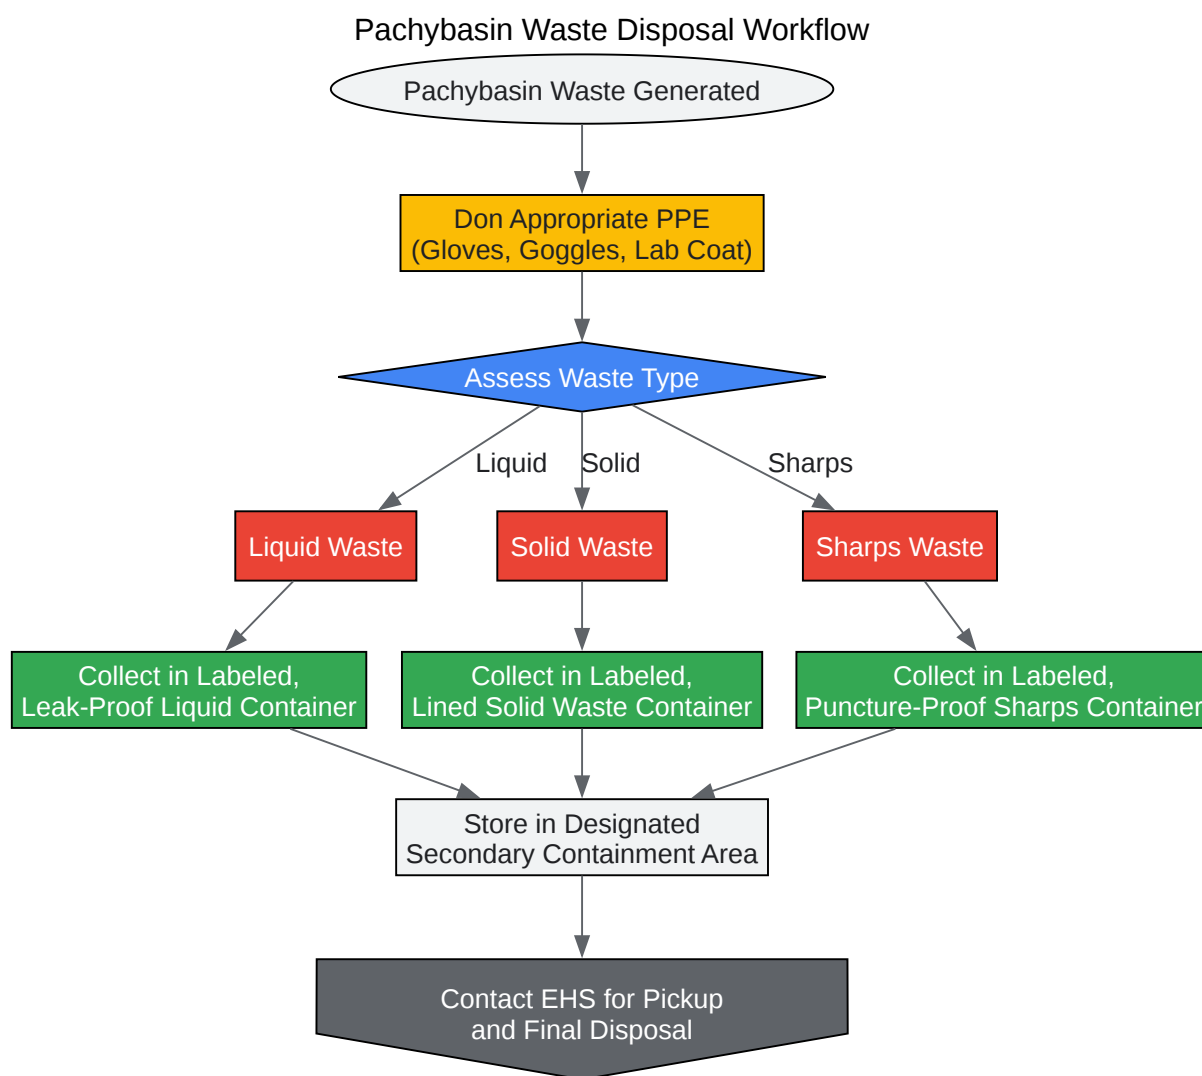 Pachybasin Waste Disposal Workflow
Pachybasin Waste Generated
Don Appropriate PPE
(Gloves, Goggles, Lab Coat)
Assess Waste Type
Liquid
Solid
Sharps
Liquid Waste
Solid Waste
Sharps Waste
Collect in Labeled,
Leak-Proof Liquid Container
Collect in Labeled,
Lined Solid Waste Container
Collect in Labeled,
Puncture-Proof Sharps Container
Store in Designated
Secondary Containment Area
Contact EHS for Pickup
and Final Disposal